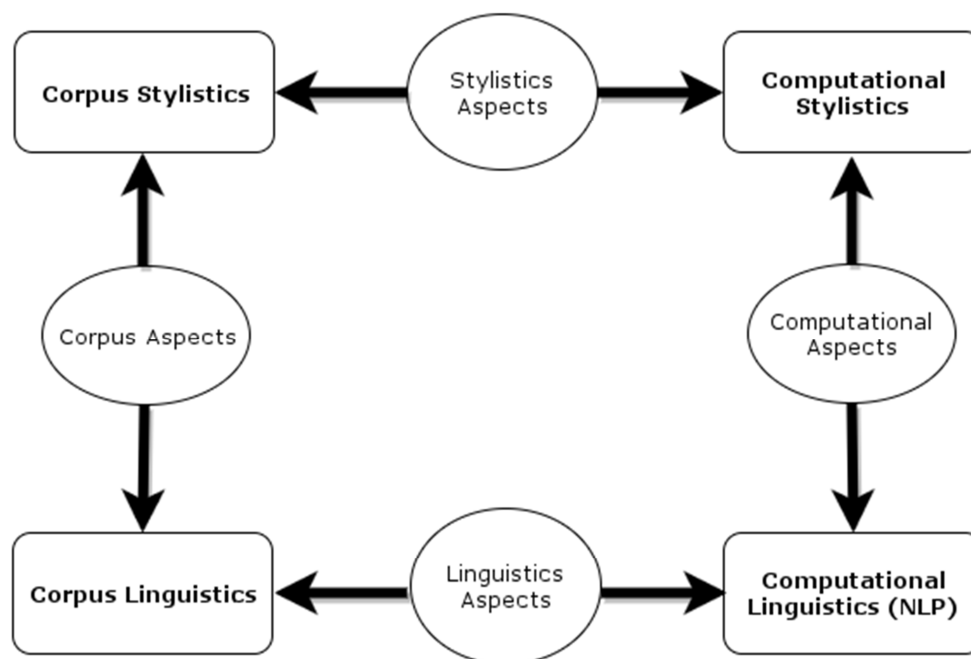 Corpus Stylistics
Stylistics
Aspects
Computational
Stylistics
Corpus Aspects
Computational
Aspects
Corpus Linguistics
Linguistics
Aspects
Computational
Linguistics (NLP)